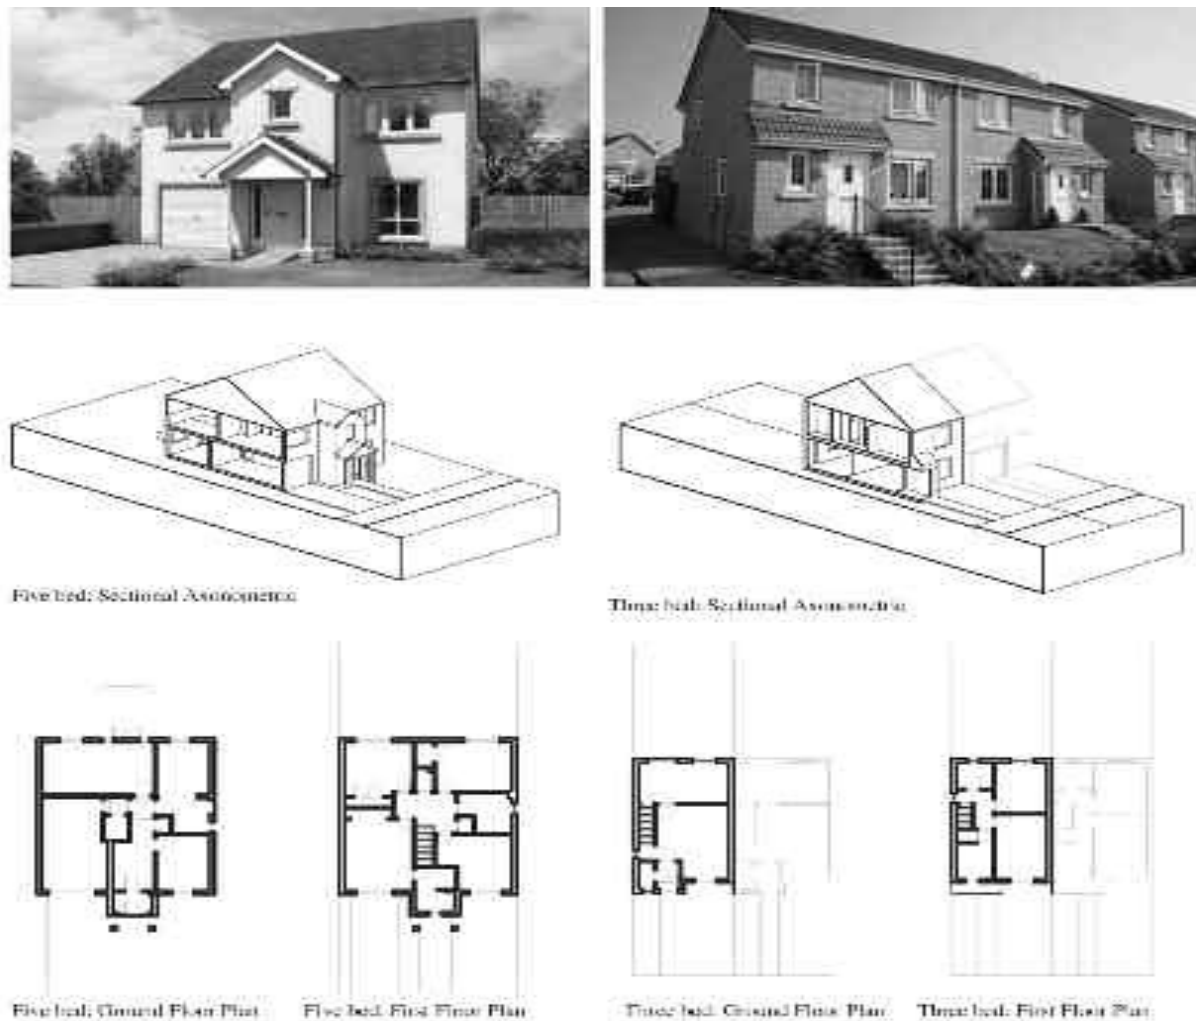 Five bed: Sectional Axonometric
Three bed: Sectional Axonometric
Five bed: Ground Floor Plan
Five bed: First Floor Plan
Three bed: Ground Floor Plan
Three bed: First Floor Plan